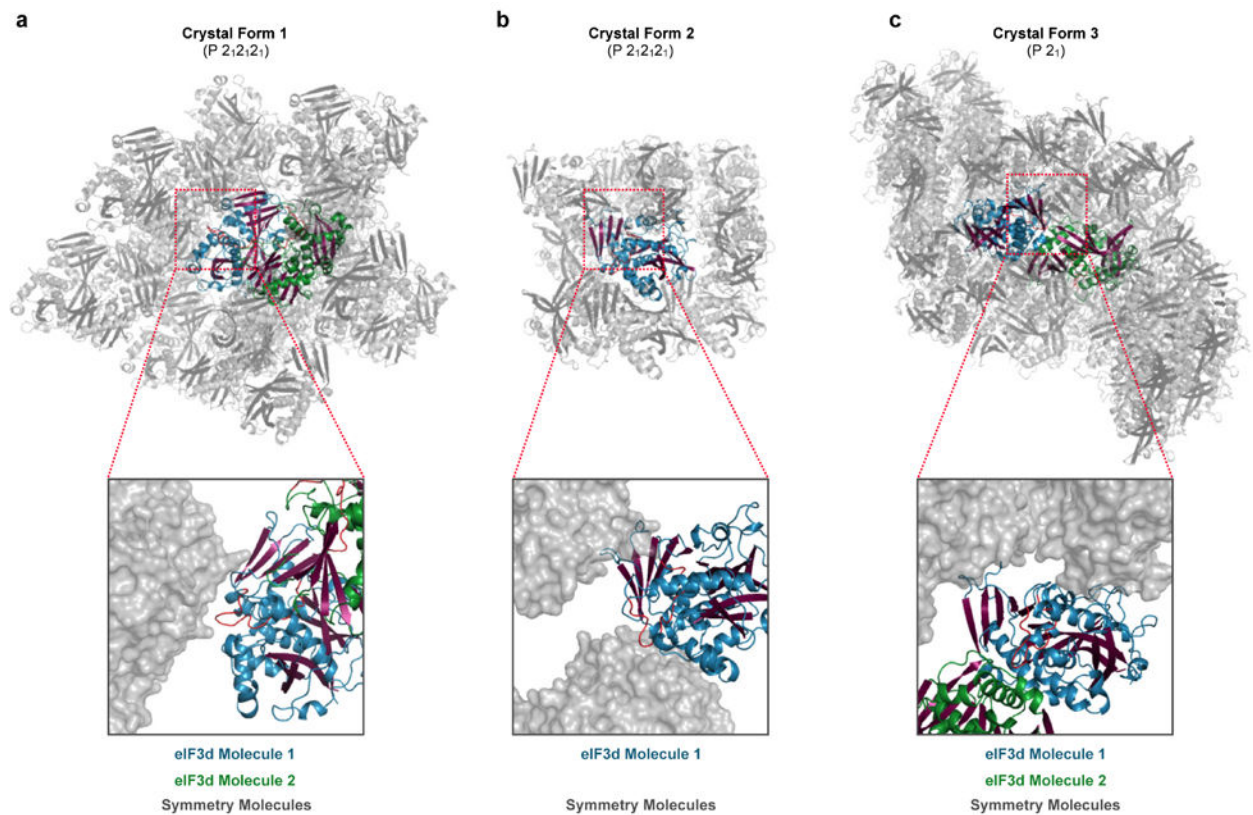 a
Crystal Form 1
(P 2₁2₁2₁)
b
Crystal Form 2
(P 2₁2₁2₁)
c
Crystal Form 3
(P 2₁)
eIF3d Molecule 1
eIF3d Molecule 2
Symmetry Molecules
eIF3d Molecule 1
Symmetry Molecules
eIF3d Molecule 1
eIF3d Molecule 2
Symmetry Molecules